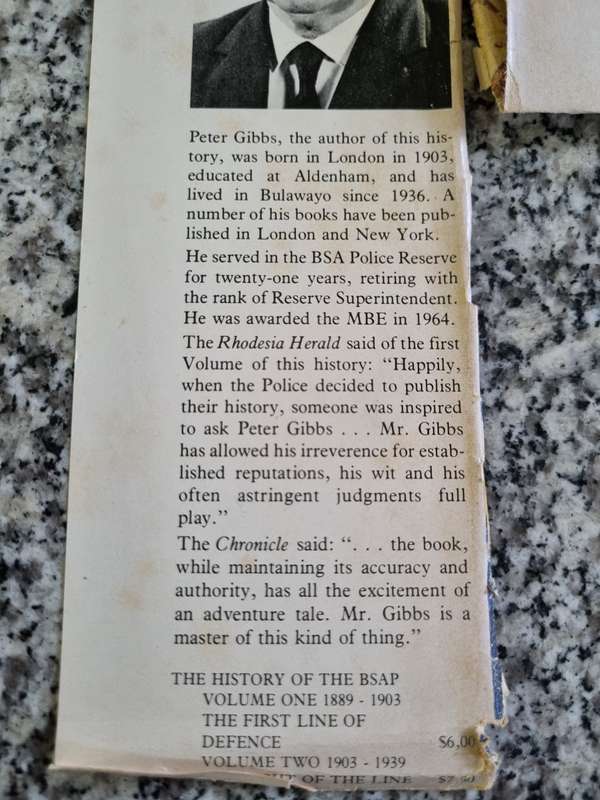 Peter Gibbs, the author of this his-
tory, was born in London in 1903,
educated at Aldenham, and has
lived in Bulawayo since 1936. A
number of his books have been pub-
lished in London and New York.
He served in the BSA Police Reserve
for twenty-one years, retiring with
the rank of Reserve Superintendent.
He was awarded the MBE in 1964.
The Rhodesia Herald said of the first
Volume of this history: “Happily,
when the Police decided to publish
their history, someone was inspired
to ask Peter Gibbs . . . Mr. Gibbs
has allowed his irreverence for estab-
lished reputations, his wit and his
often astringent judgments full
play.”
The Chronicle said: “. . . the book,
while maintaining its accuracy and
authority, has all the excitement of
an adventure tale. Mr. Gibbs is a
master of this kind of thing.”
THE HISTORY OF THE BSAP
VOLUME ONE 1889 - 1903
THE FIRST LINE OF
DEFENCE $6,00
VOLUME TWO 1903 - 1939
OF THE LINE